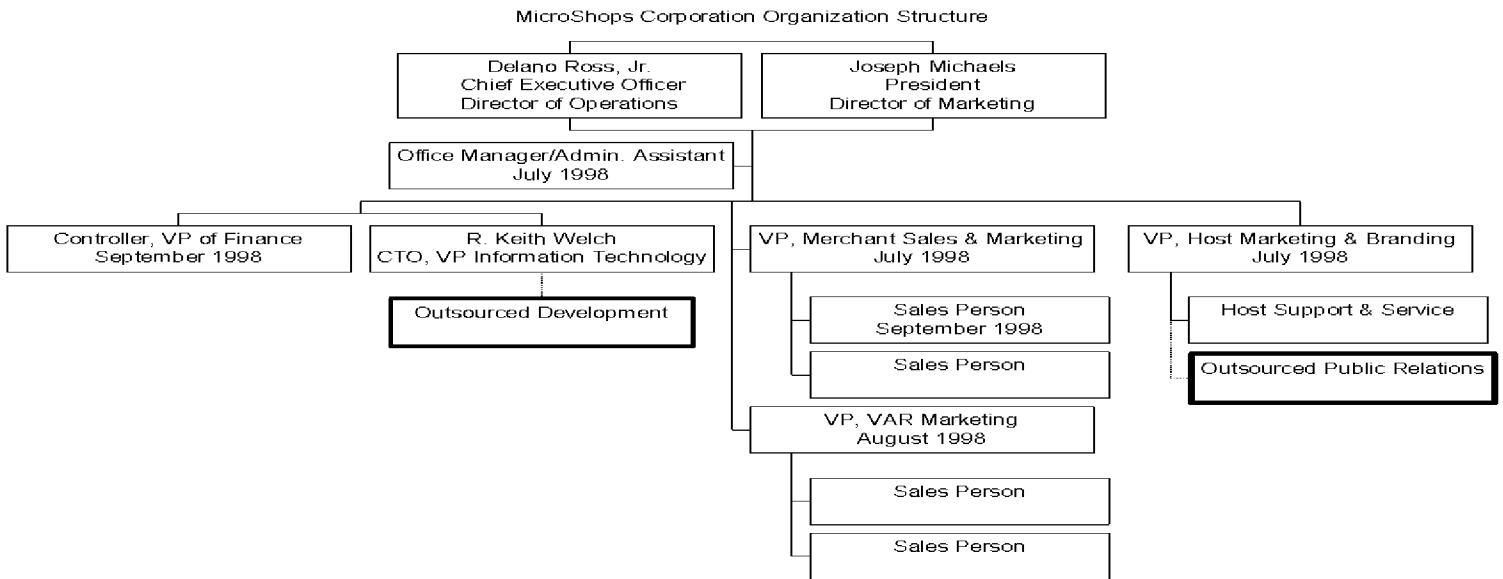 MicroShops Corporation Organization Structure
Delano Ross, Jr.
Chief Executive Officer
Director of Operations
Joseph Michaels
President
Director of Marketing
Office Manager/Admin. Assistant
July 1998
Controller, VP of Finance
September 1998
R. Keith Welch
CTO, VP Information Technology
Outsourced Development
VP, Merchant Sales & Marketing
July 1998
Sales Person
September 1998
Sales Person
VP, VAR Marketing
August 1998
Sales Person
Sales Person
VP, Host Marketing & Branding
July 1998
Host Support & Service
Outsourced Public Relations